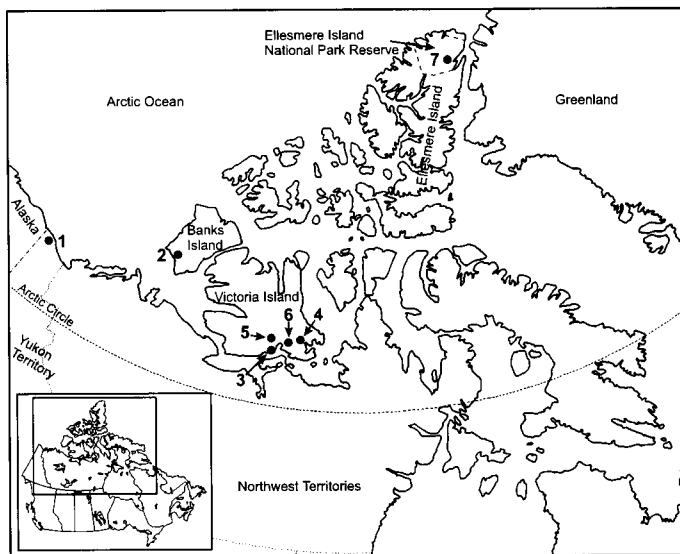 Ellesmere Island
National Park Reserve
7
Arctic Ocean
Greenland
Ellesmere Island
Alaska
1
Banks
Island
2
Victoria Island
5
6
4
3
Arctic Circle
Yukon
Territory
Northwest Territories